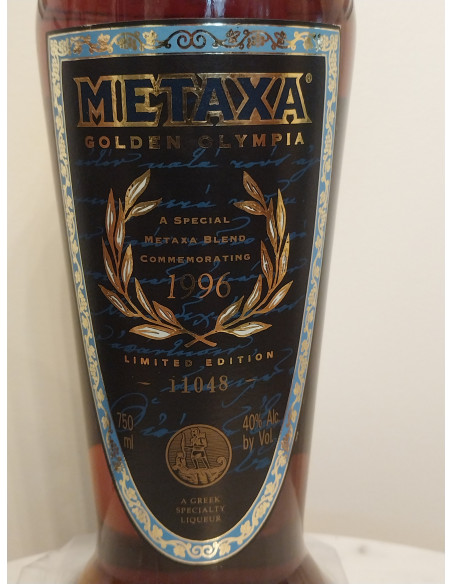 METAXA®
GOLDEN OLYMPIA
A SPECIAL
METAXA BLEND
COMMEMORATING
1996
LIMITED EDITION
- 11048 -
750
ml
40% Alc.
by Vol.
A GREEK
SPECIALTY
LIQUEUR